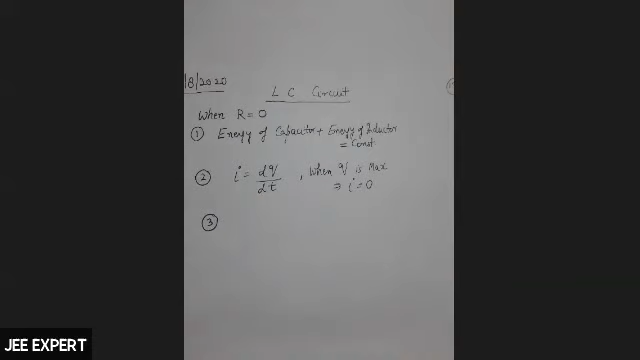 /8/2020
L C Circuit
When R=0
① Energy of Capacitor + Energy of Inductor
= Const.
② i = dq/dt , When q is Max
⇒ i=0
③
JEE EXPERT